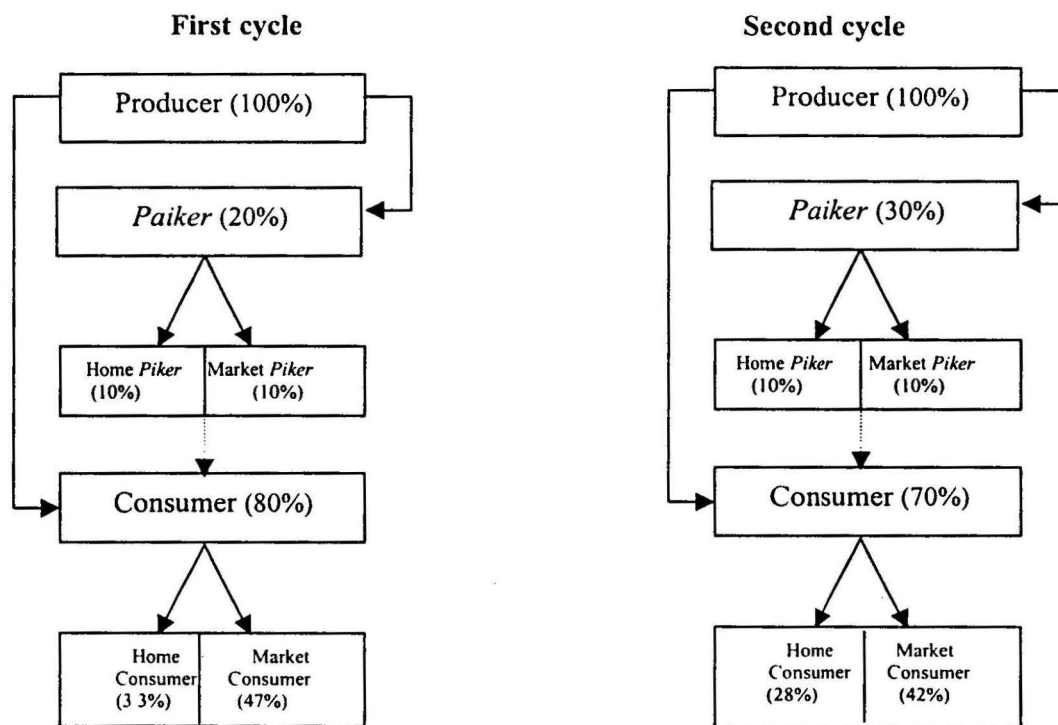 First cycle
Producer (100%)
Paiker (20%)
Home Piker
(10%)
Market Piker
(10%)
Consumer (80%)
Home
Consumer
(3 3%)
Market
Consumer
(47%)
Second cycle
Producer (100%)
Paiker (30%)
Home Piker
(10%)
Market Piker
(10%)
Consumer (70%)
Home
Consumer
(28%)
Market
Consumer
(42%)